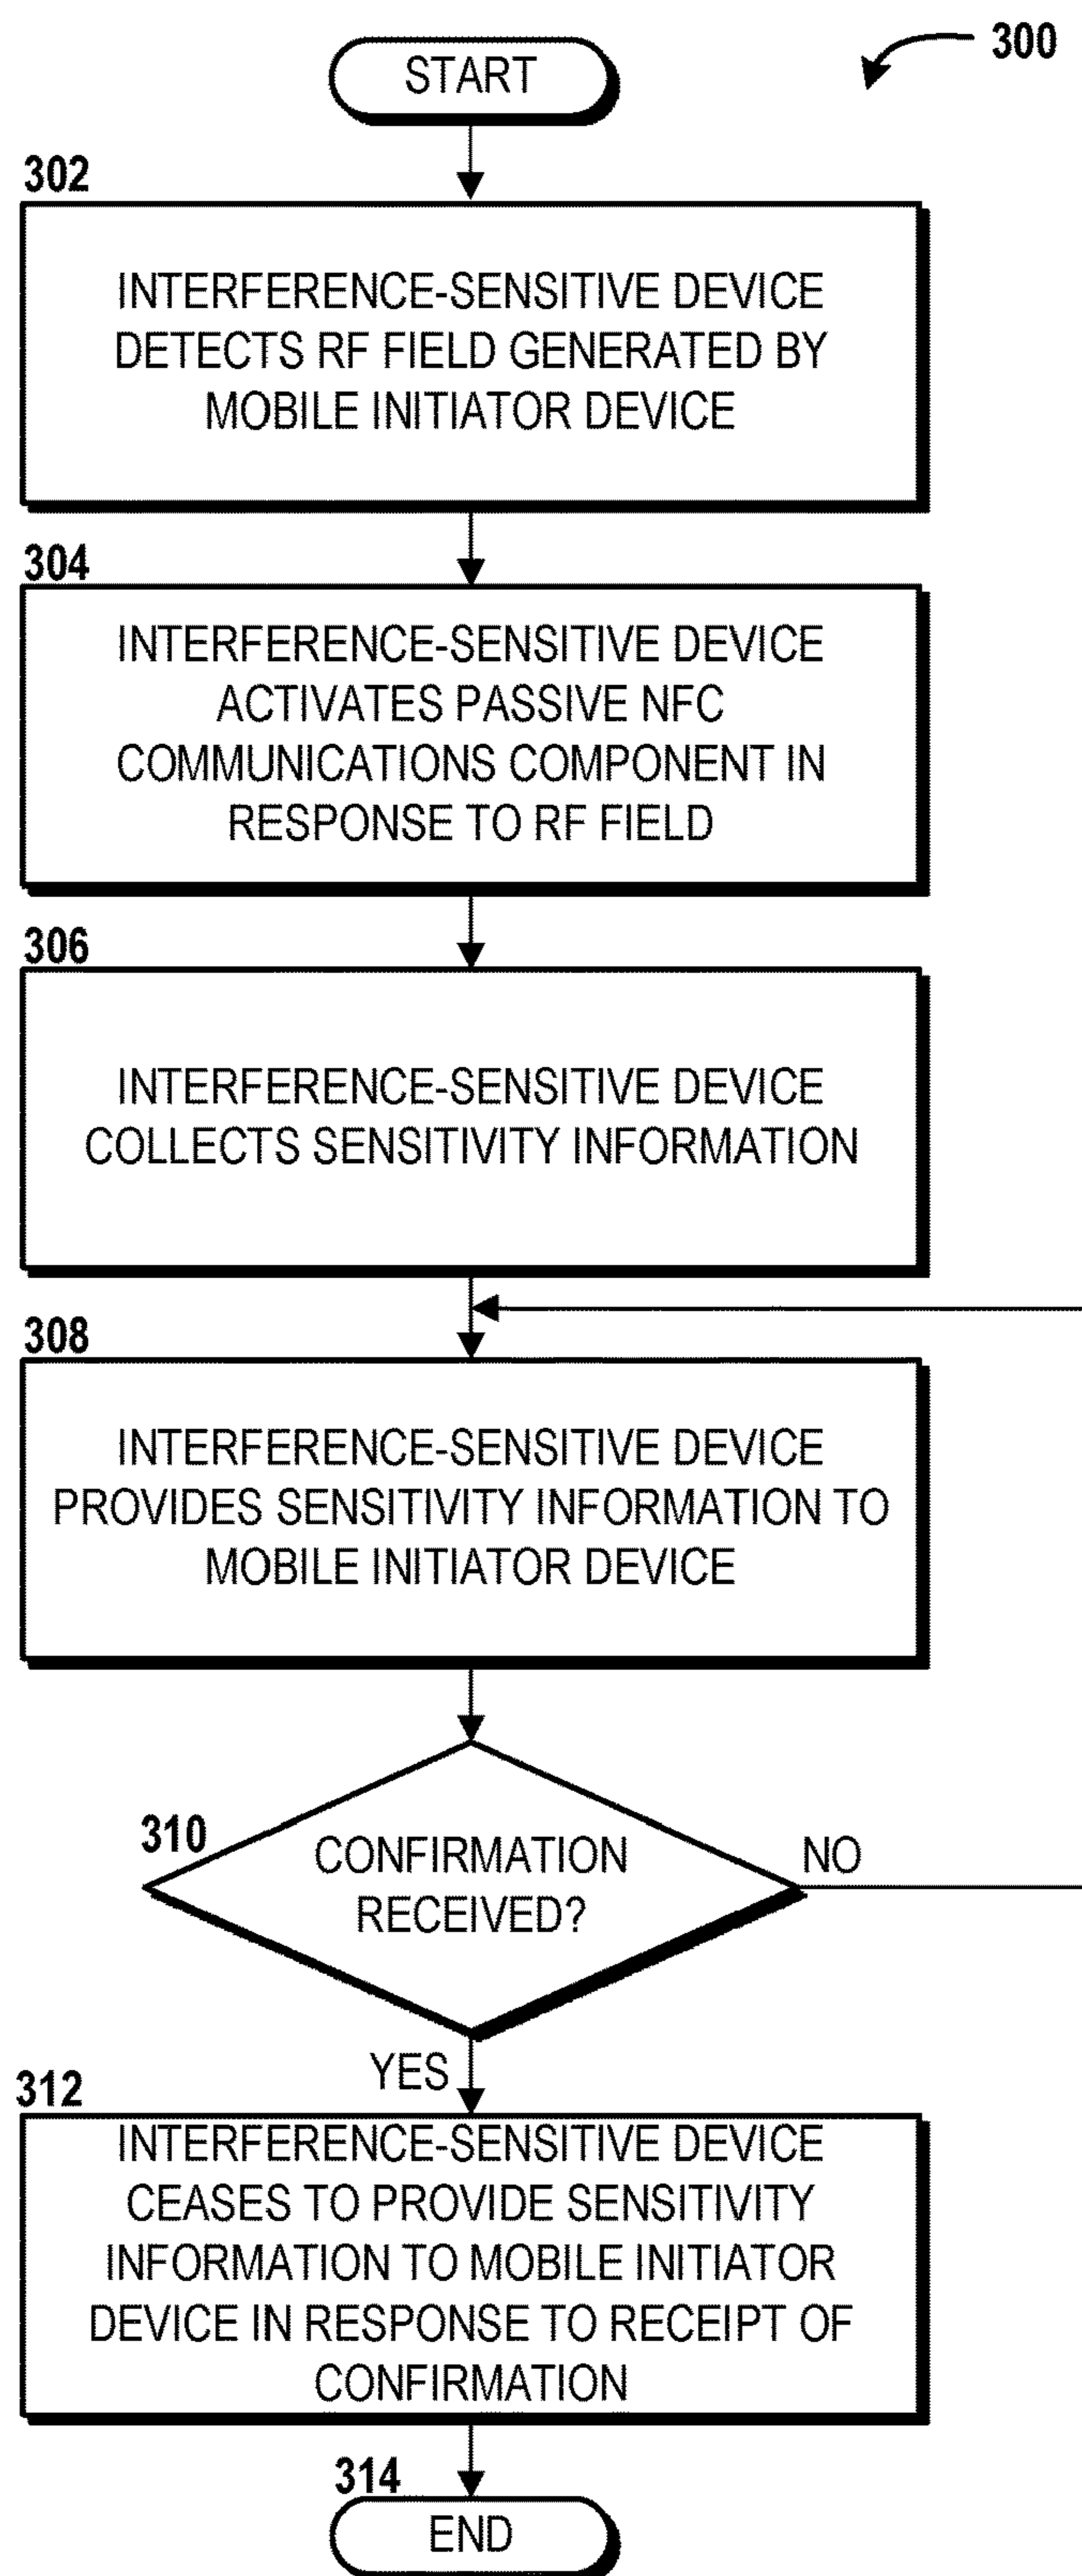 300
START
302
INTERFERENCE-SENSITIVE DEVICE
DETECTS RF FIELD GENERATED BY
MOBILE INITIATOR DEVICE
304
INTERFERENCE-SENSITIVE DEVICE
ACTIVATES PASSIVE NFC
COMMUNICATIONS COMPONENT IN
RESPONSE TO RF FIELD
306
INTERFERENCE-SENSITIVE DEVICE
COLLECTS SENSITIVITY INFORMATION
308
INTERFERENCE-SENSITIVE DEVICE
PROVIDES SENSITIVITY INFORMATION TO
MOBILE INITIATOR DEVICE
310
CONFIRMATION
RECEIVED?
NO
YES
312
INTERFERENCE-SENSITIVE DEVICE
CEASES TO PROVIDE SENSITIVITY
INFORMATION TO MOBILE INITIATOR
DEVICE IN RESPONSE TO RECEIPT OF
CONFIRMATION
314
END